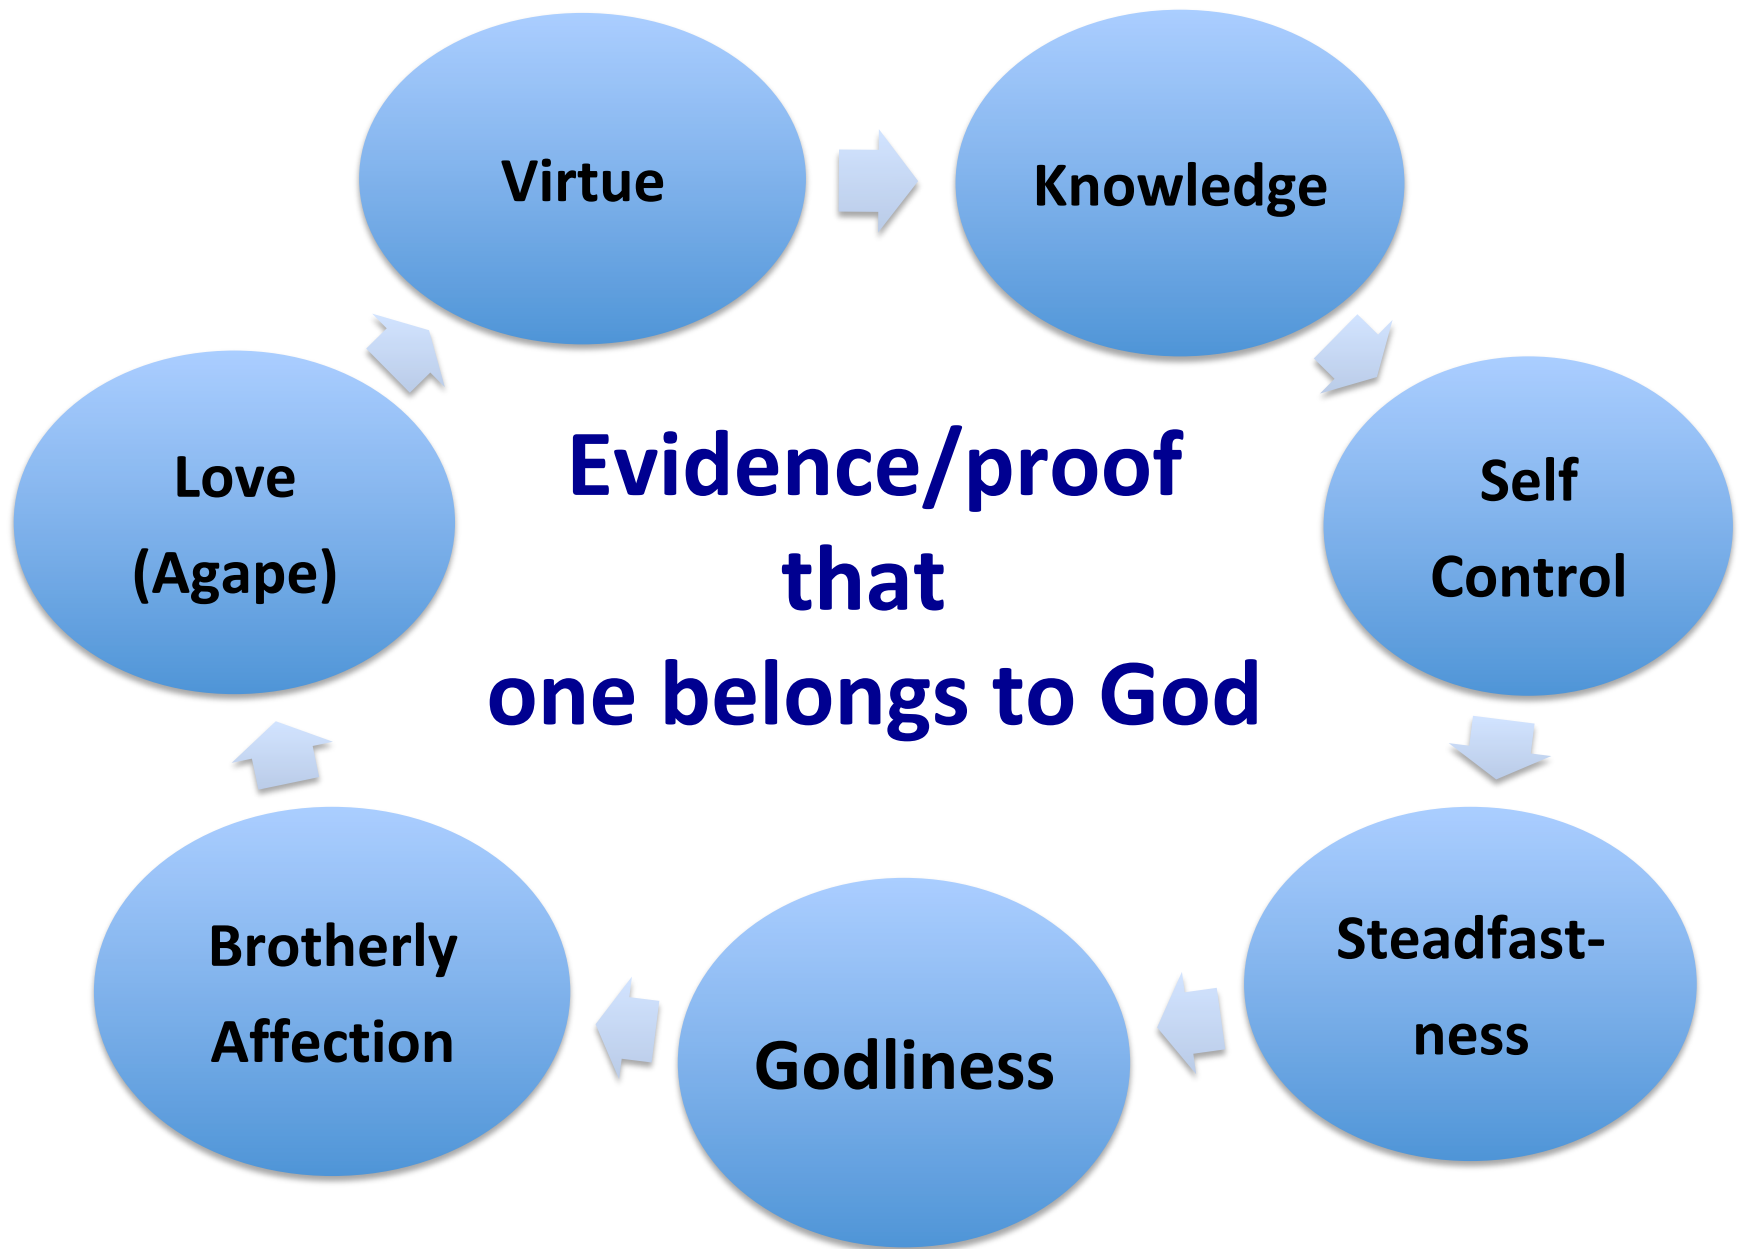 Virtue
Knowledge
Self
Control
Steadfast-
ness
Godliness
Brotherly
Affection
Love
(Agape)
Evidence/proof
that
one belongs to God